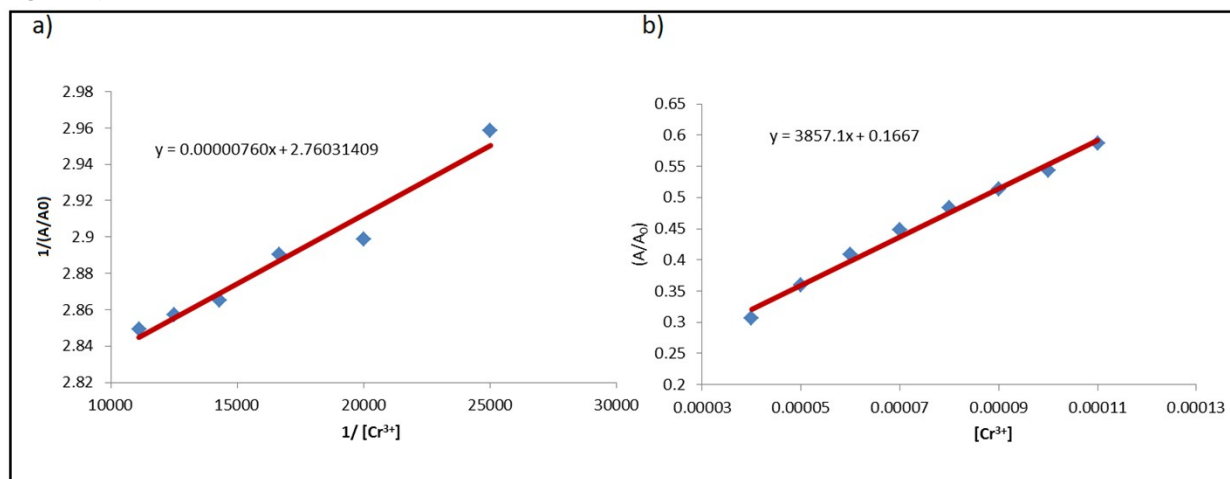 a)
1/(A/A0)
2.98
2.96
2.94
2.92
2.9
2.88
2.86
2.84
2.82
y = 0.00000760x + 2.76031409
10000 15000 20000 25000 30000
1/ [Cr³⁺]
b)
(A/A₀)
0.65
0.6
0.55
0.5
0.45
0.4
0.35
0.3
0.25
0.2
y = 3857.1x + 0.1667
0.00003 0.00005 0.00007 0.00009 0.00011 0.00013
[Cr³⁺]